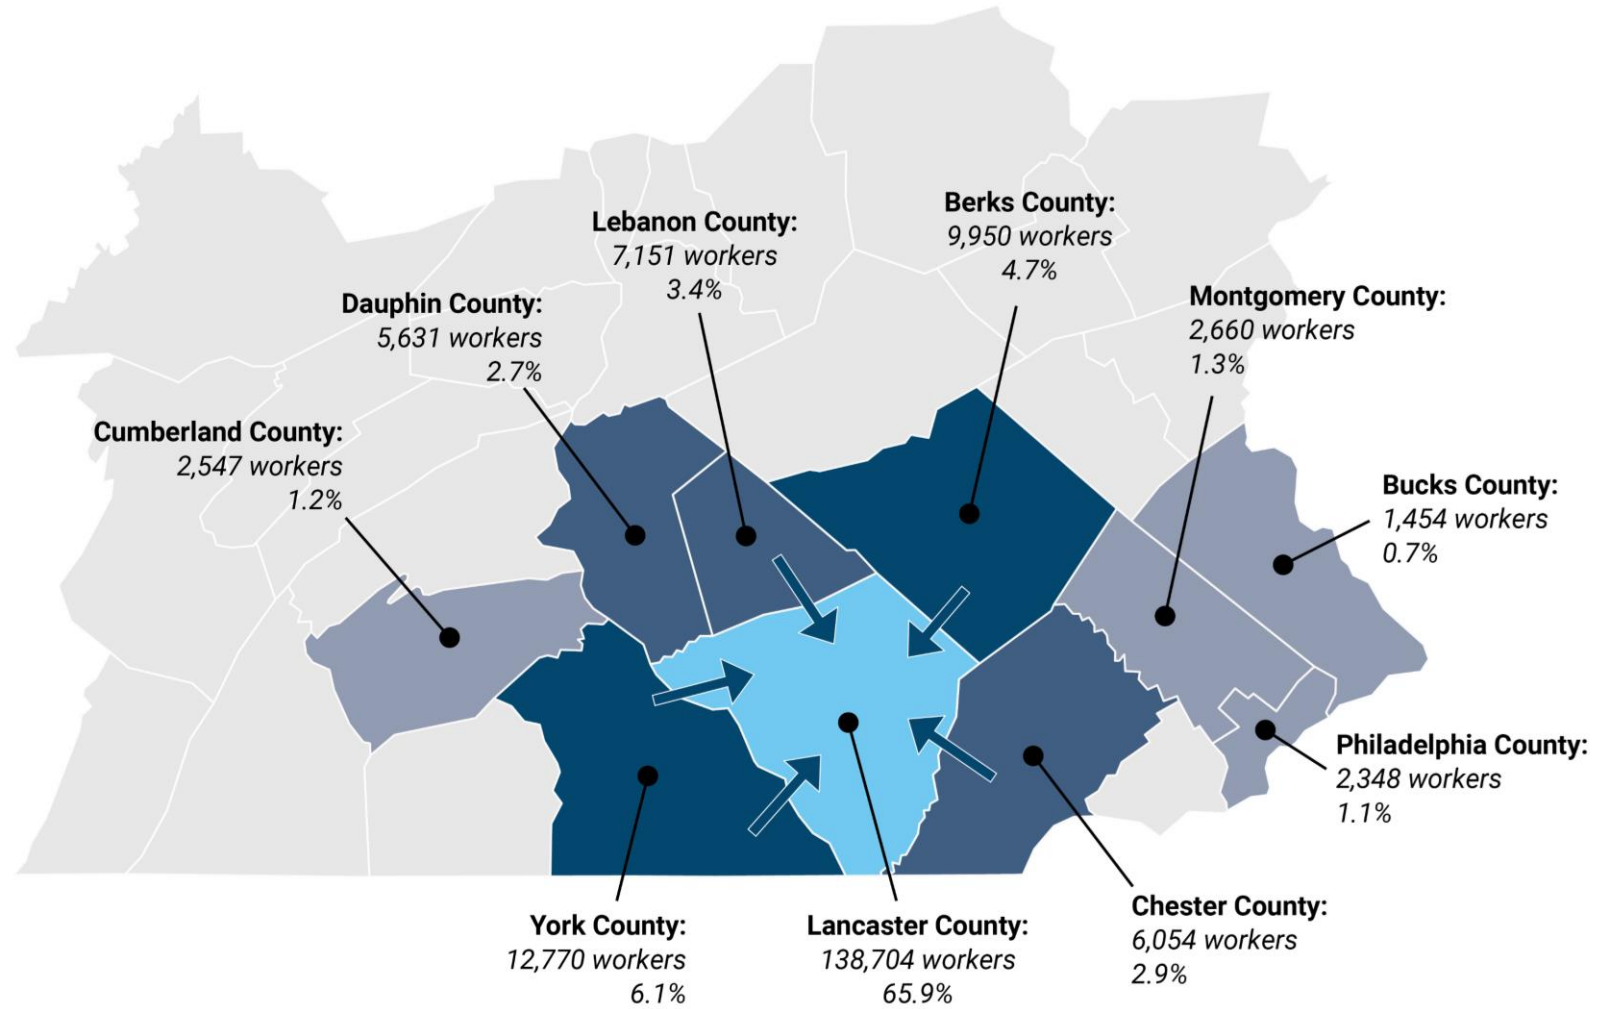 Berks County:
9,950 workers
4.7%
Lebanon County:
7,151 workers
3.4%
Dauphin County:
5,631 workers
2.7%
Montgomery County:
2,660 workers
1.3%
Cumberland County:
2,547 workers
1.2%
Bucks County:
1,454 workers
0.7%
Philadelphia County:
2,348 workers
1.1%
York County:
12,770 workers
6.1%
Lancaster County:
138,704 workers
65.9%
Chester County:
6,054 workers
2.9%